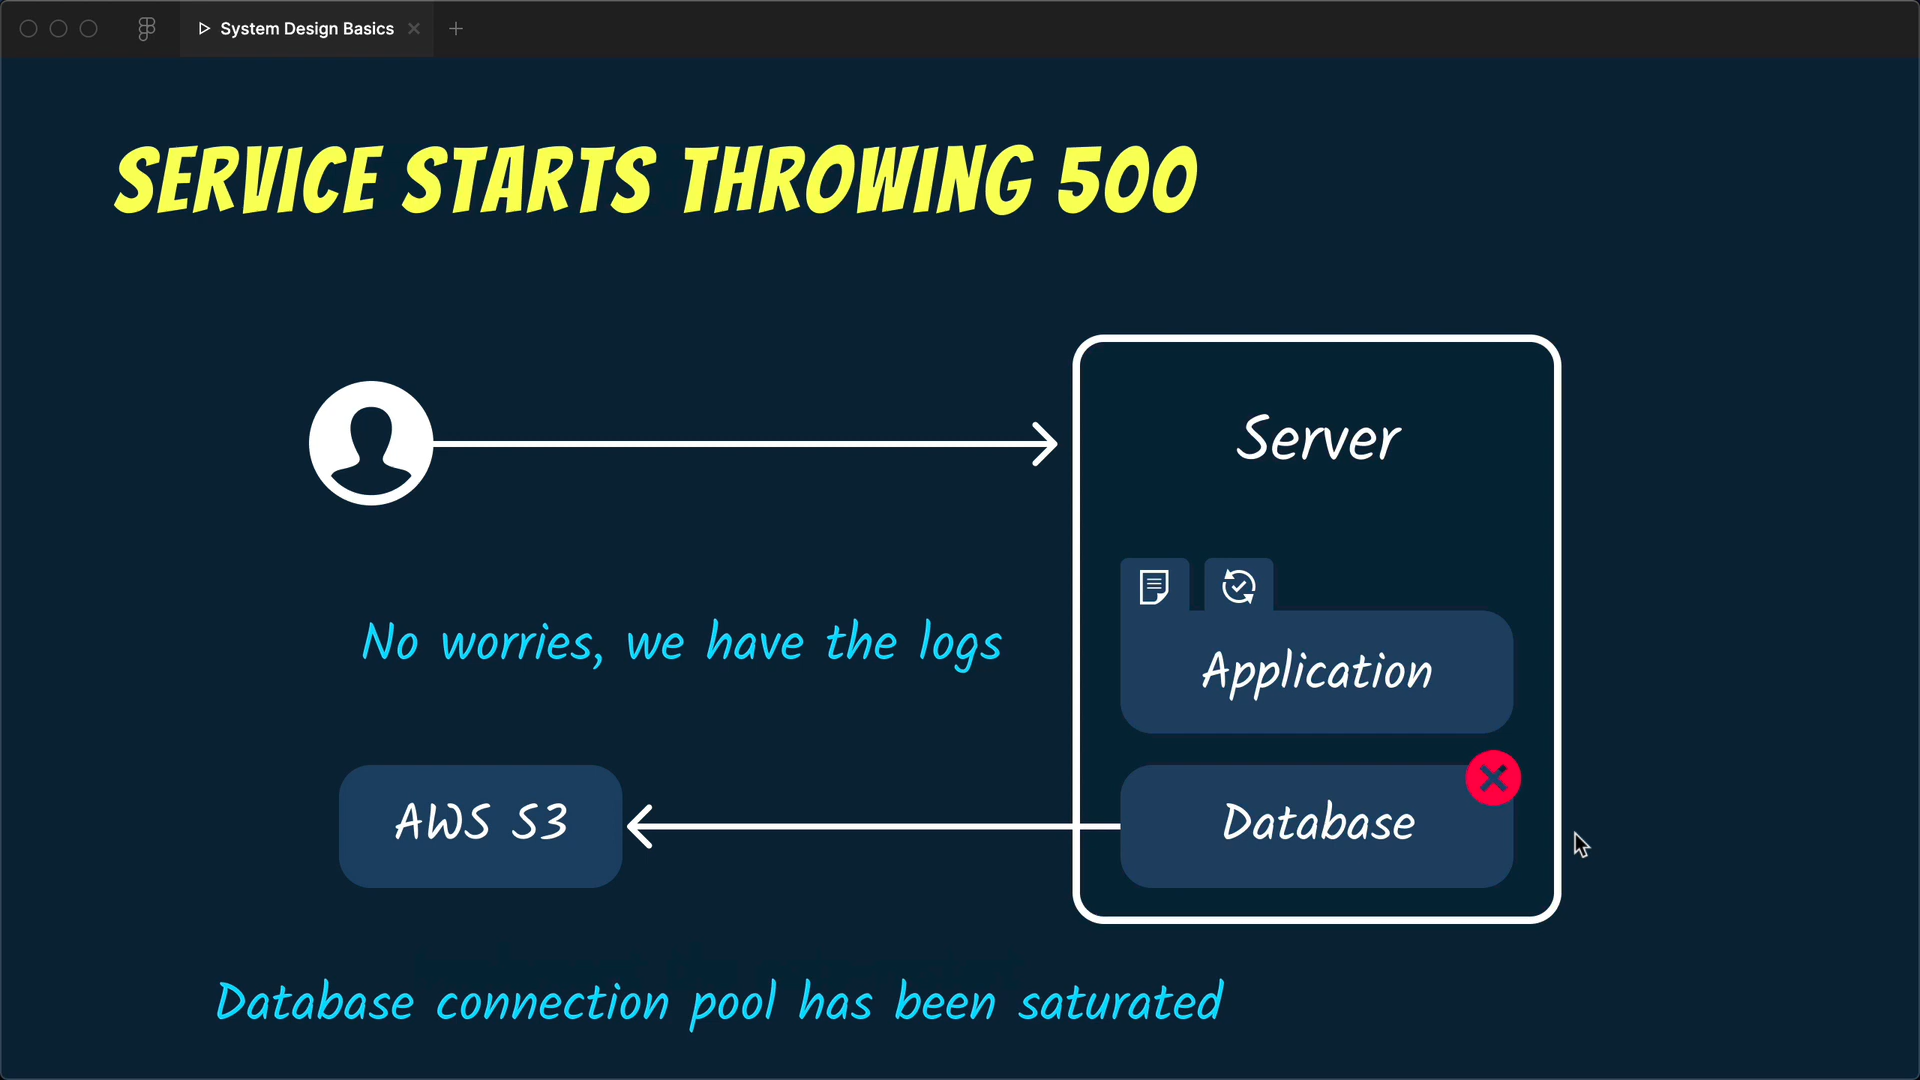 System Design Basics
SERVICE STARTS THROWING 500
Server
No worries, we have the logs
Application
AWS S3
Database
Database connection pool has been saturated